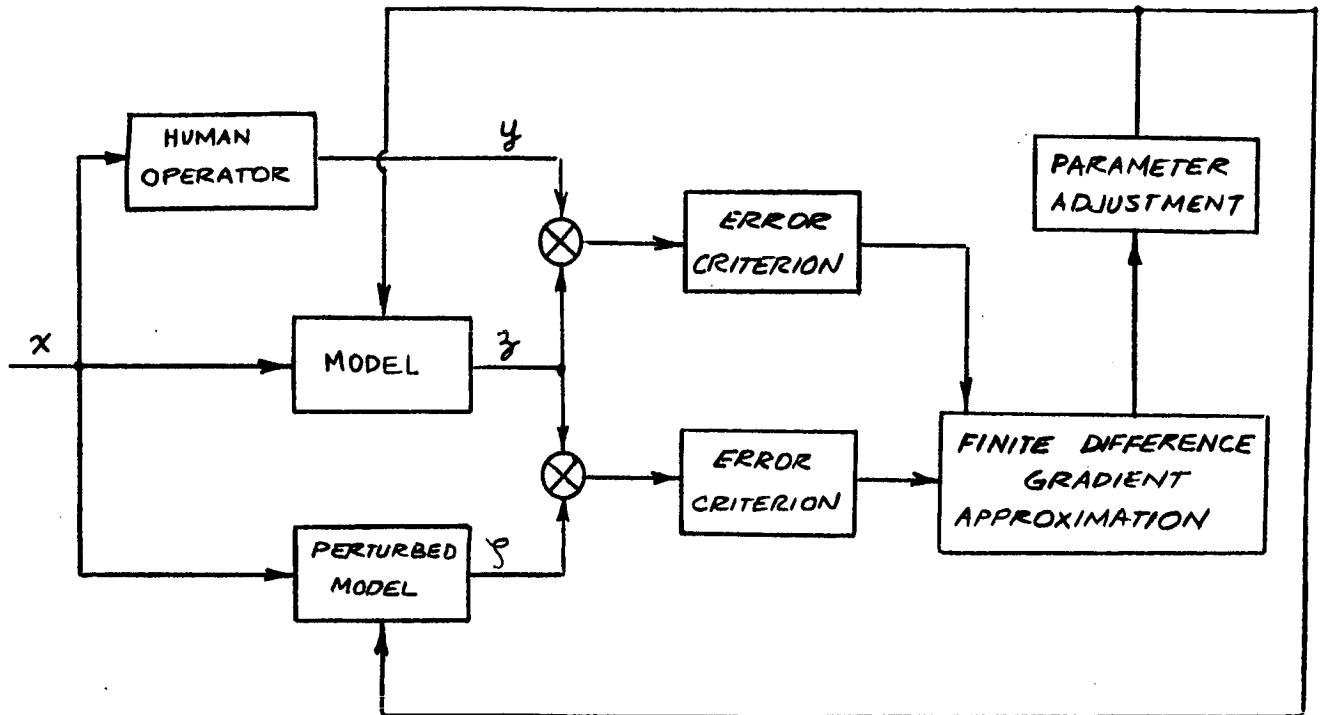 HUMAN
OPERATOR
y
PARAMETER
ADJUSTMENT
ERROR
CRITERION
x
MODEL
z
ERROR
CRITERION
FINITE DIFFERENCE
GRADIENT
APPROXIMATION
PERTURBED
MODEL
ζ